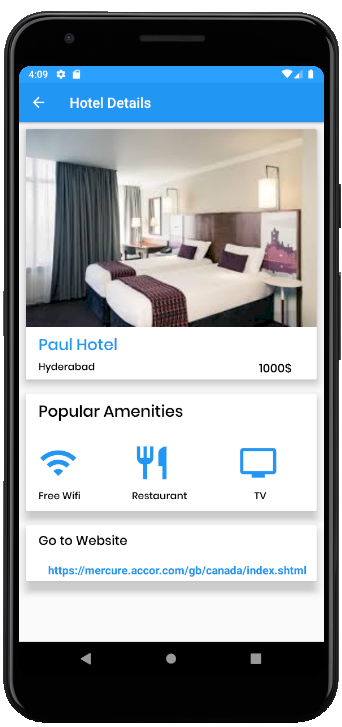 4:09
Hotel Details
Paul Hotel
Hyderabad 1000$
Popular Amenities
Free Wifi Restaurant TV
Go to Website
https://mercure.accor.com/gb/canada/index.shtml